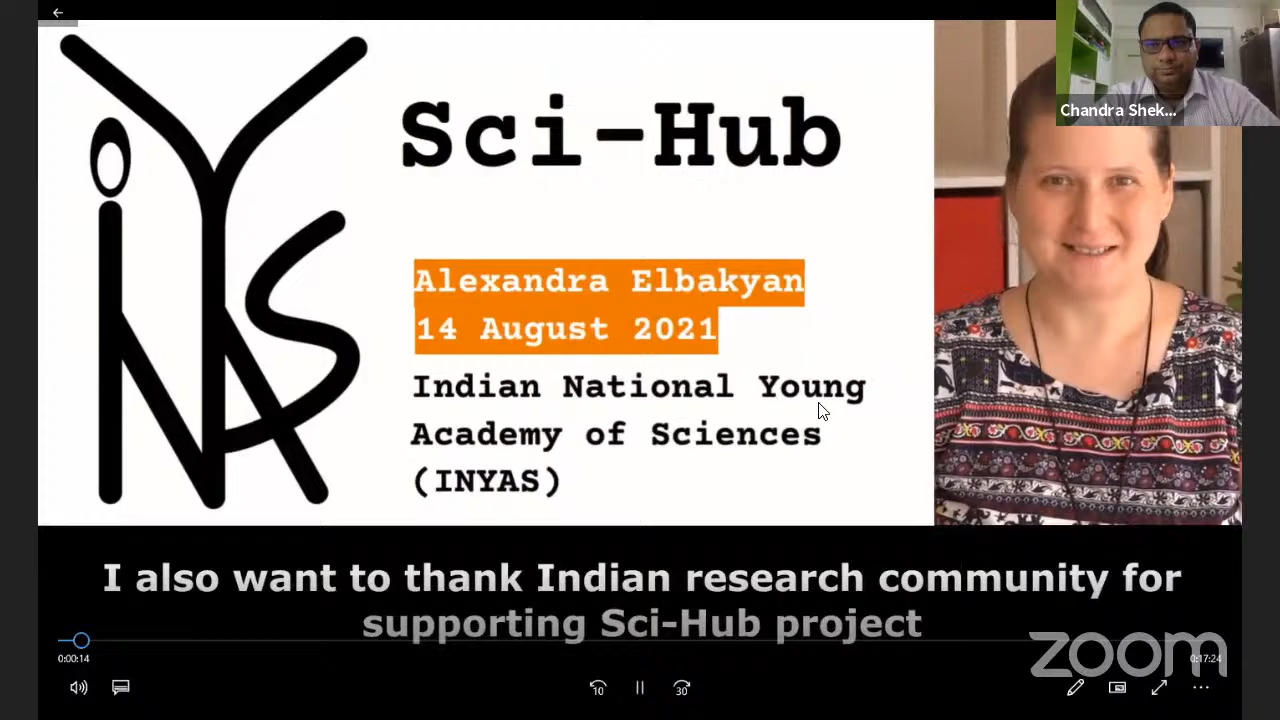 Sci-Hub
Chandra Shek...
Alexandra Elbakyan
14 August 2021
Indian National Young
Academy of Sciences
(INYAS)
I also want to thank Indian research community for
supporting Sci-Hub project
0:00:14
0:17:24
zoom
10
30